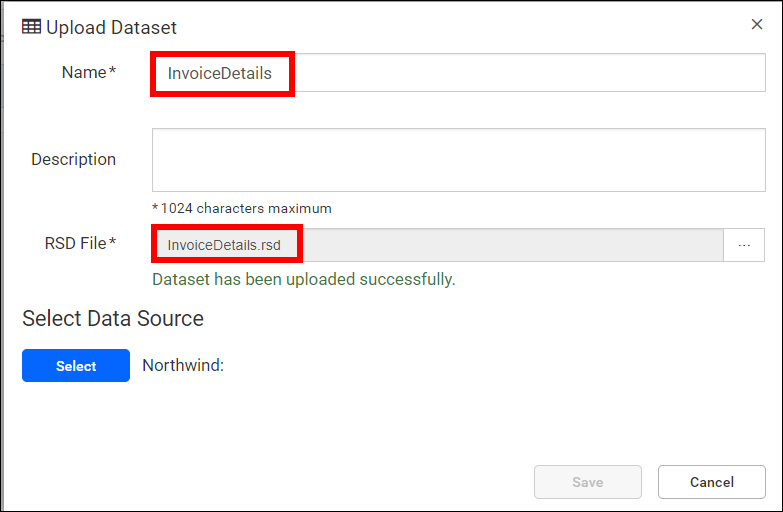 Upload Dataset
Name *
InvoiceDetails
Description
* 1024 characters maximum
RSD File *
InvoiceDetails.rsd
...
Dataset has been uploaded successfully.
Select Data Source
Select
Northwind:
Save
Cancel